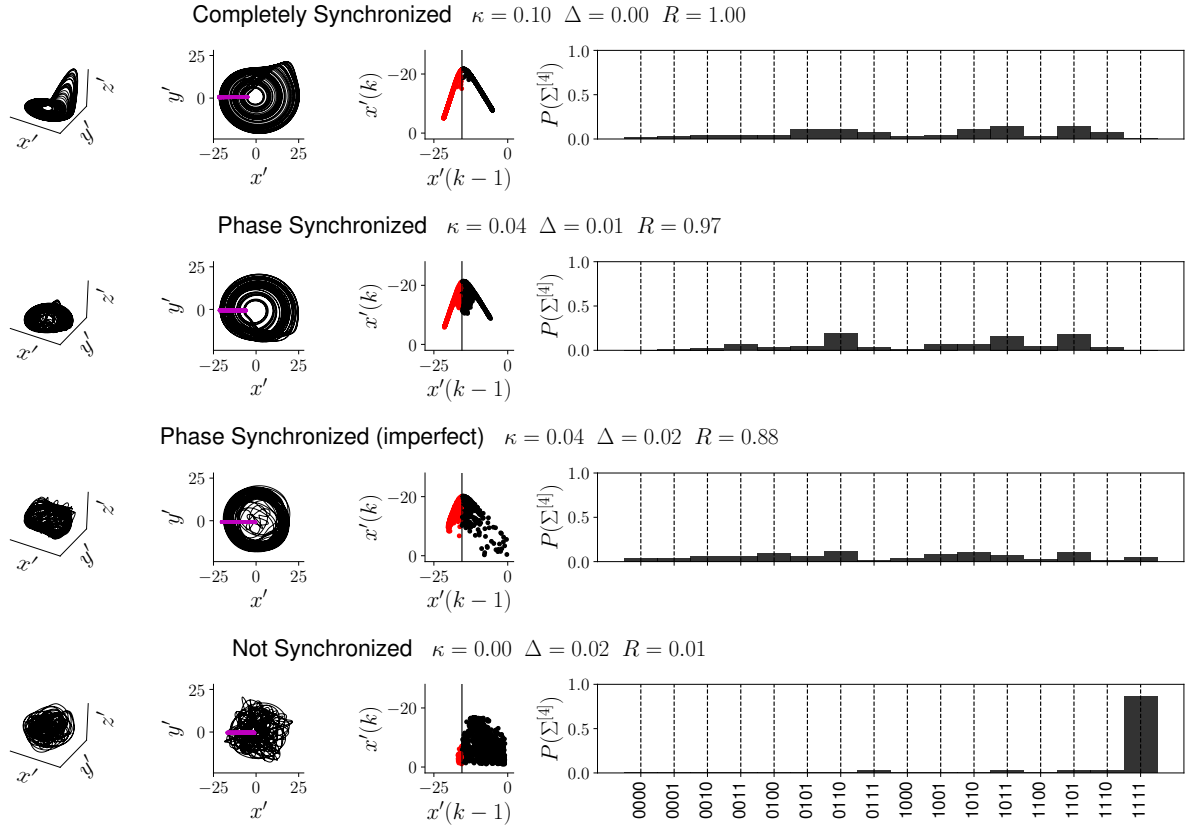 Completely Synchronized κ = 0.10 Δ = 0.00 R = 1.00
x′ y′ z′
y′ 25 0 −25 0 25 x′
x′(k) −20 0 −25 0 x′(k − 1)
P(Σ^[4]) 1.0 0.5 0.0
Phase Synchronized κ = 0.04 Δ = 0.01 R = 0.97
x′ y′ z′
y′ 25 0 −25 0 25 x′
x′(k) −20 0 −25 0 x′(k − 1)
P(Σ^[4]) 1.0 0.5 0.0
Phase Synchronized (imperfect) κ = 0.04 Δ = 0.02 R = 0.88
x′ y′ z′
y′ 25 0 −25 0 25 x′
x′(k) −20 0 −25 0 x′(k − 1)
P(Σ^[4]) 1.0 0.5 0.0
Not Synchronized κ = 0.00 Δ = 0.02 R = 0.01
x′ y′ z′
y′ 25 0 −25 0 25 x′
x′(k) −20 0 −25 0 x′(k − 1)
P(Σ^[4]) 1.0 0.5 0.0
0000 0001 0010 0011 0100 0101 0110 0111 1000 1001 1010 1011 1100 1101 1110 1111